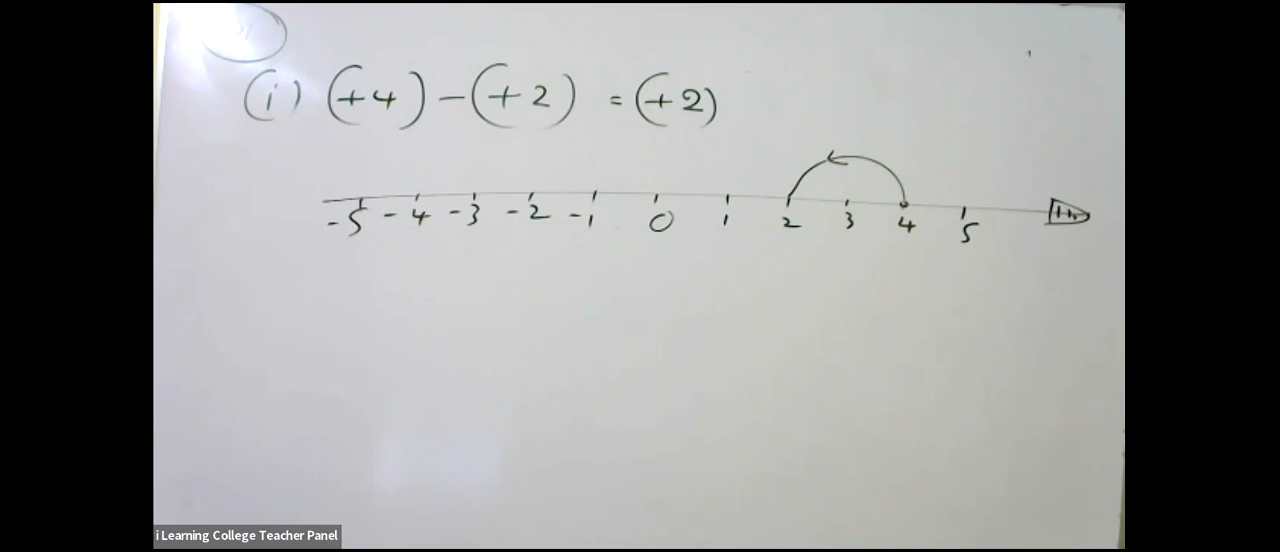 (i) (+4) - (+2) = (+2)
-5 -4 -3 -2 -1 0 1 2 3 4 5
i Learning College Teacher Panel